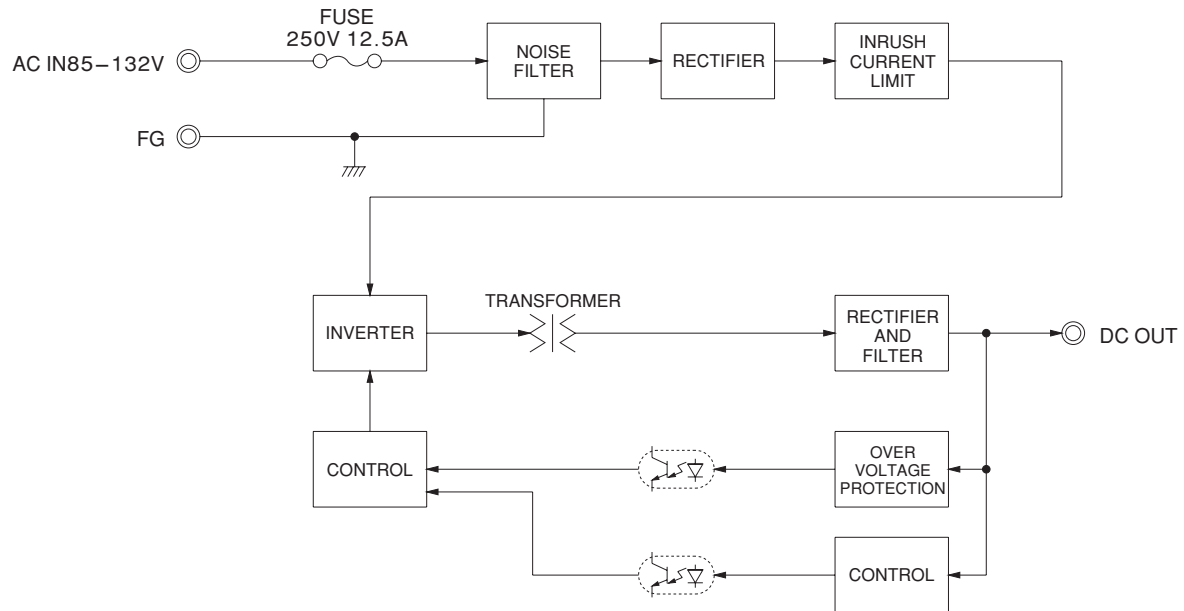 FUSE
250V 12.5A
AC IN85–132V
NOISE
FILTER
RECTIFIER
INRUSH
CURRENT
LIMIT
FG
TRANSFORMER
INVERTER
RECTIFIER
AND
FILTER
DC OUT
CONTROL
OVER
VOLTAGE
PROTECTION
CONTROL